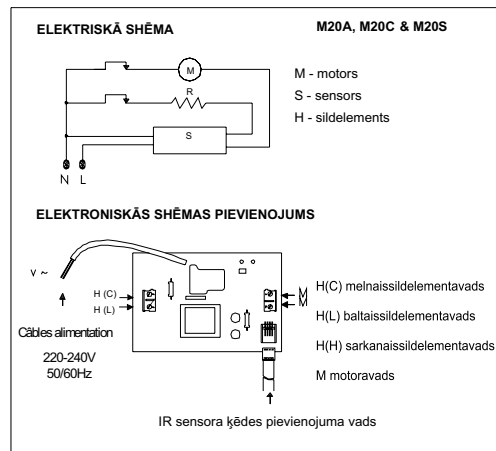 ELEKTRISKĀ SHĒMA
M20A, M20C & M20S
M
R
S
N L
M - motors
S - sensors
H - sildelements
ELEKTRONISKĀS SHĒMAS PIEVIENOJUMS
V ~
H (C)
H (L)
M
M
Câbles alimentation
220-240V
50/60Hz
H(C) melnaissildelementavads
H(L) baltaissildelementavads
H(H) sarkanaissildelementavads
M motoravads
IR sensora ķēdes pievienojuma vads